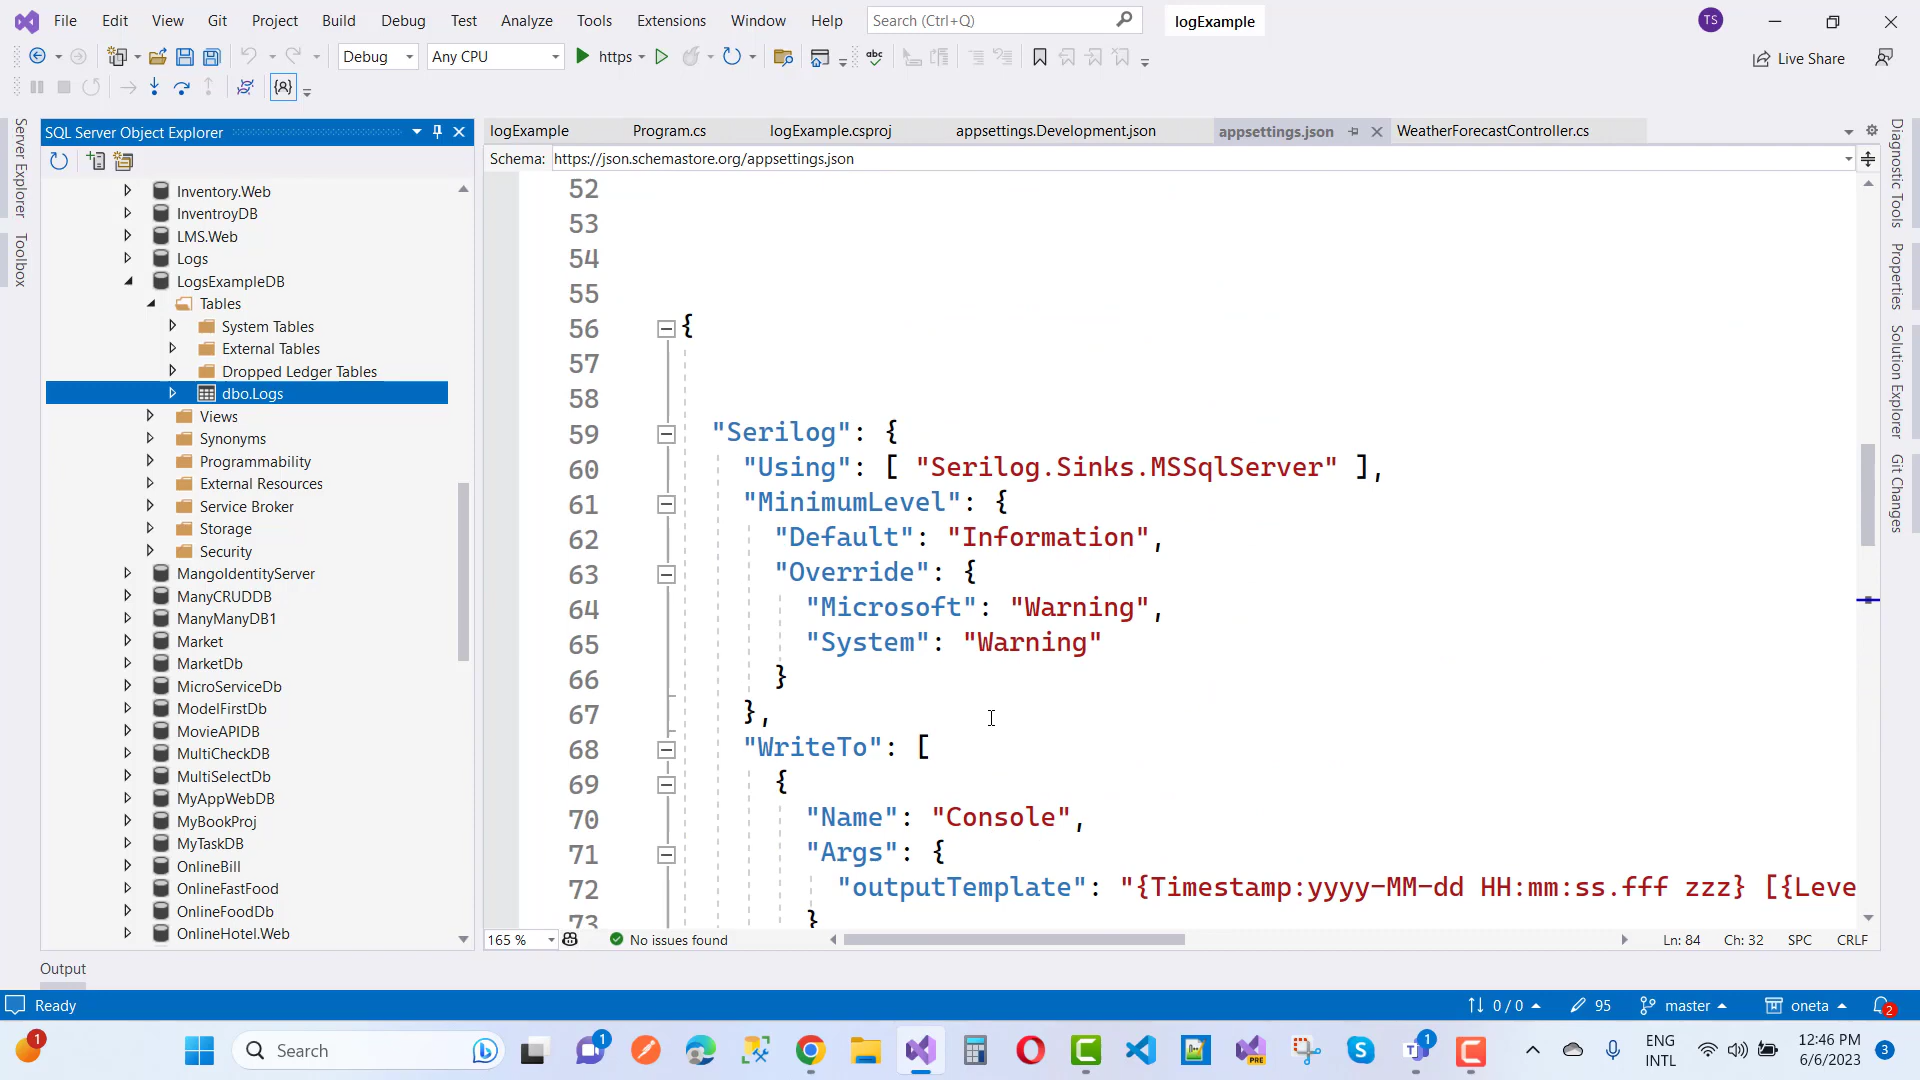 File Edit View Git Project Build Debug Test Analyze Tools Extensions Window Help Search (Ctrl+Q) logExample TS
Debug Any CPU https Live Share
SQL Server Object Explorer
logExample Program.cs logExample.csproj appsettings.Development.json appsettings.json WeatherForecastController.cs
Schema: https://json.schemastore.org/appsettings.json
Server Explorer
Toolbox
Inventory.Web
InventroyDB
LMS.Web
Logs
LogsExampleDB
Tables
System Tables
External Tables
Dropped Ledger Tables
dbo.Logs
Views
Synonyms
Programmability
External Resources
Service Broker
Storage
Security
MangoIdentityServer
ManyCRUDDB
ManyManyDB1
Market
MarketDb
MicroServiceDb
ModelFirstDb
MovieAPIDB
MultiCheckDB
MultiSelectDb
MyAppWebDB
MyBookProj
MyTaskDB
OnlineBill
OnlineFastFood
OnlineFoodDb
OnlineHotel.Web
52
53
54
55
56 {
57
58
59 "Serilog": {
60 "Using": [ "Serilog.Sinks.MSSqlServer" ],
61 "MinimumLevel": {
62 "Default": "Information",
63 "Override": {
64 "Microsoft": "Warning",
65 "System": "Warning"
66 }
67 },
68 "WriteTo": [
69 {
70 "Name": "Console",
71 "Args": {
72 "outputTemplate": "{Timestamp:yyyy-MM-dd HH:mm:ss.fff zzz} [{Leve
73 }
Diagnostic Tools
Properties
Solution Explorer
Git Changes
165 % No issues found Ln: 84 Ch: 32 SPC CRLF
Output
Ready 0 / 0 95 master oneta 2
1 Search 1 PRE 1 ENG INTL 12:46 PM 6/6/2023 3